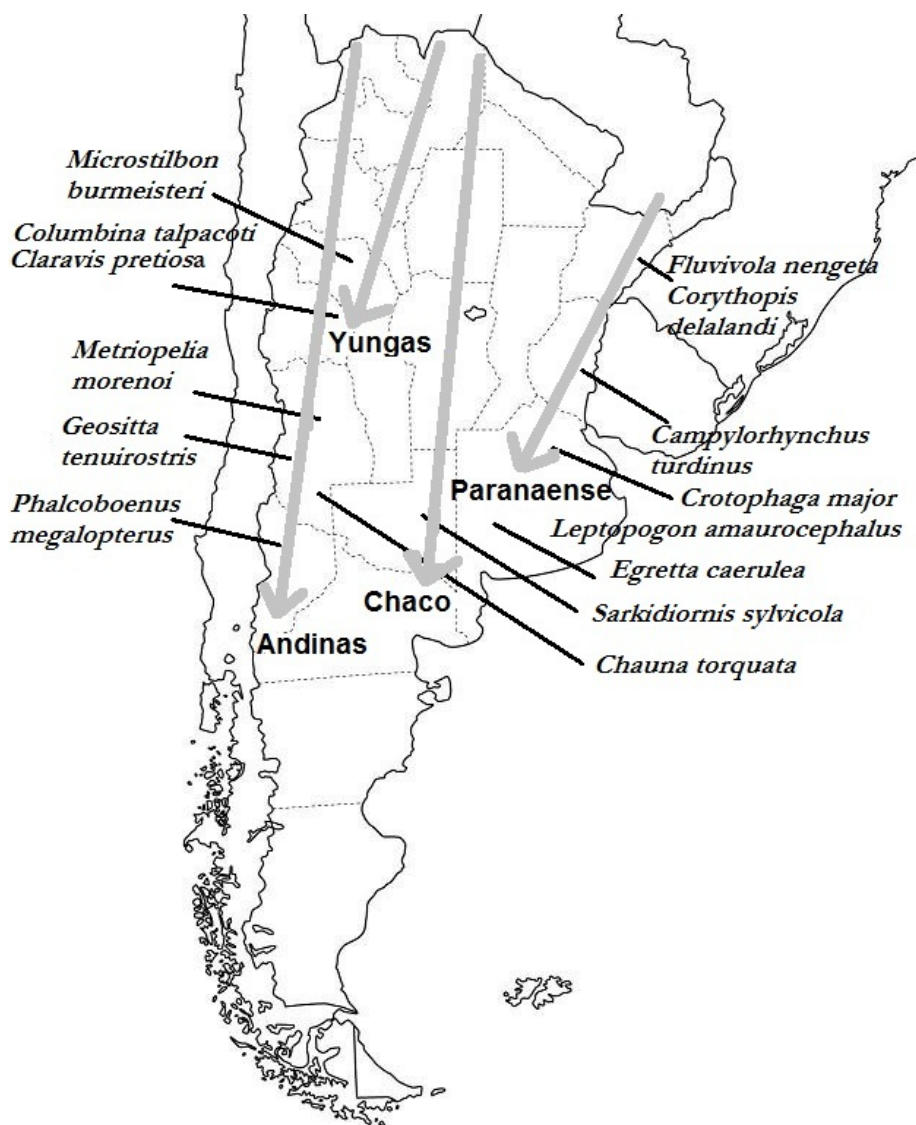 Microstilbon
burmeisteri
Columbina talpacoti
Claravis pretiosa
Fluvivola nengeta
Corythopis
delalandi
Yungas
Metriopelia
morenoi
Geositta
tenuirostris
Campylorhynchus
turdinus
Paranaense
Crotophaga major
Phalcoboenus
megalopterus
Leptopogon amaurocephalus
Egretta caerulea
Chaco
Sarkidiornis sylvicola
Andinas
Chauna torquata